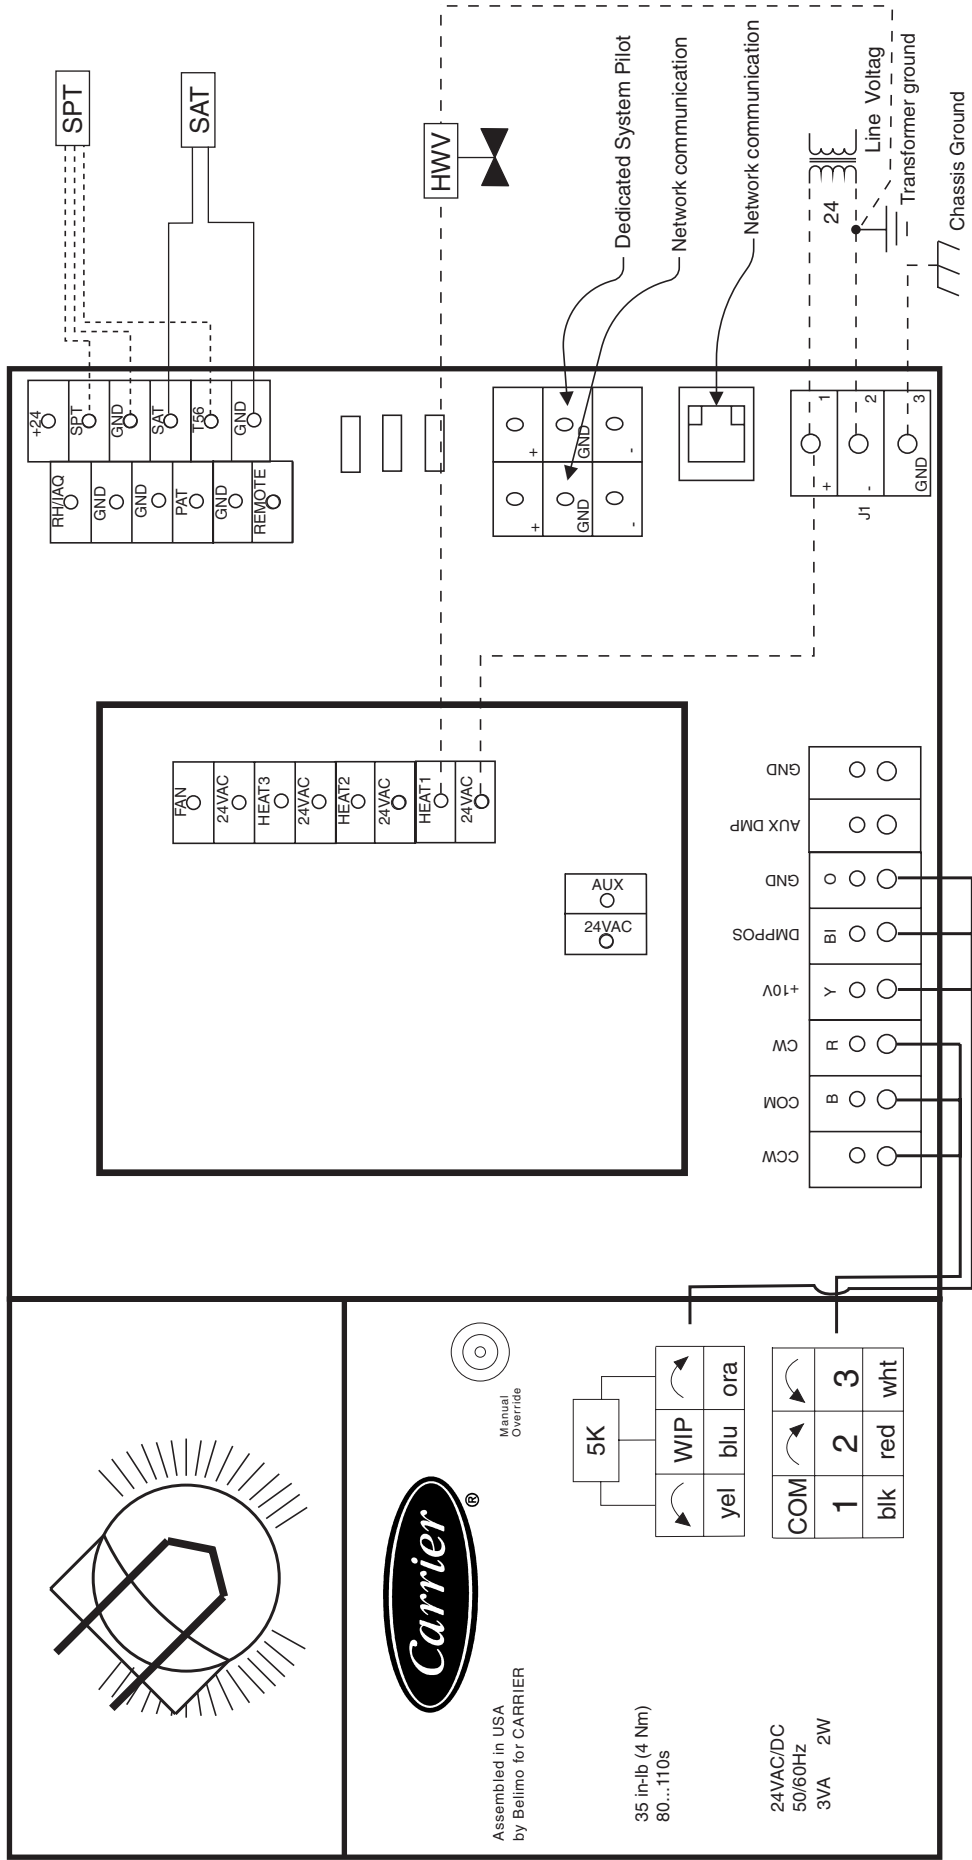 SPT
SAT
HWV
Dedicated System Pilot
Network communication
Network communication
24
Line Voltag
Transformer ground
Chassis Ground
+24
SPT
GND
SAT
T56
GND
RH/IAQ
GND
GND
PAT
GND
REMOTE
+
GND
-
+
GND
-
1
2
3
+
-
GND
J1
FAN
24VAC
HEAT3
24VAC
HEAT2
24VAC
HEAT1
24VAC
AUX
24VAC
GND
AUX DMP
GND
DMPPOS
+10V
CW
COM
CCW
O
Bl
Y
R
B
Manual
Override
Carrier
®
Assembled in USA
by Belimo for CARRIER
35 in-lb (4 Nm)
80...110s
24VAC/DC
50/60Hz
3VA 2W
5K
WIP
yel
blu
ora
COM
1
2
3
blk
red
wht